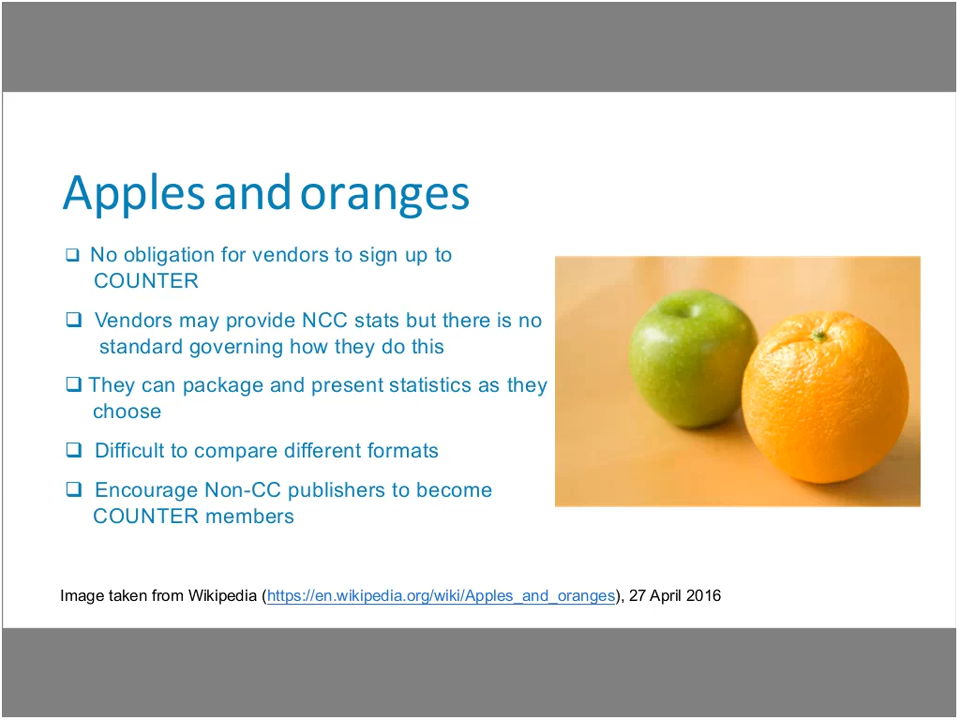 Apples and oranges
❑ No obligation for vendors to sign up to
COUNTER
❑ Vendors may provide NCC stats but there is no
standard governing how they do this
❑ They can package and present statistics as they
choose
❑ Difficult to compare different formats
❑ Encourage Non-CC publishers to become
COUNTER members
Image taken from Wikipedia (https://en.wikipedia.org/wiki/Apples_and_oranges), 27 April 2016